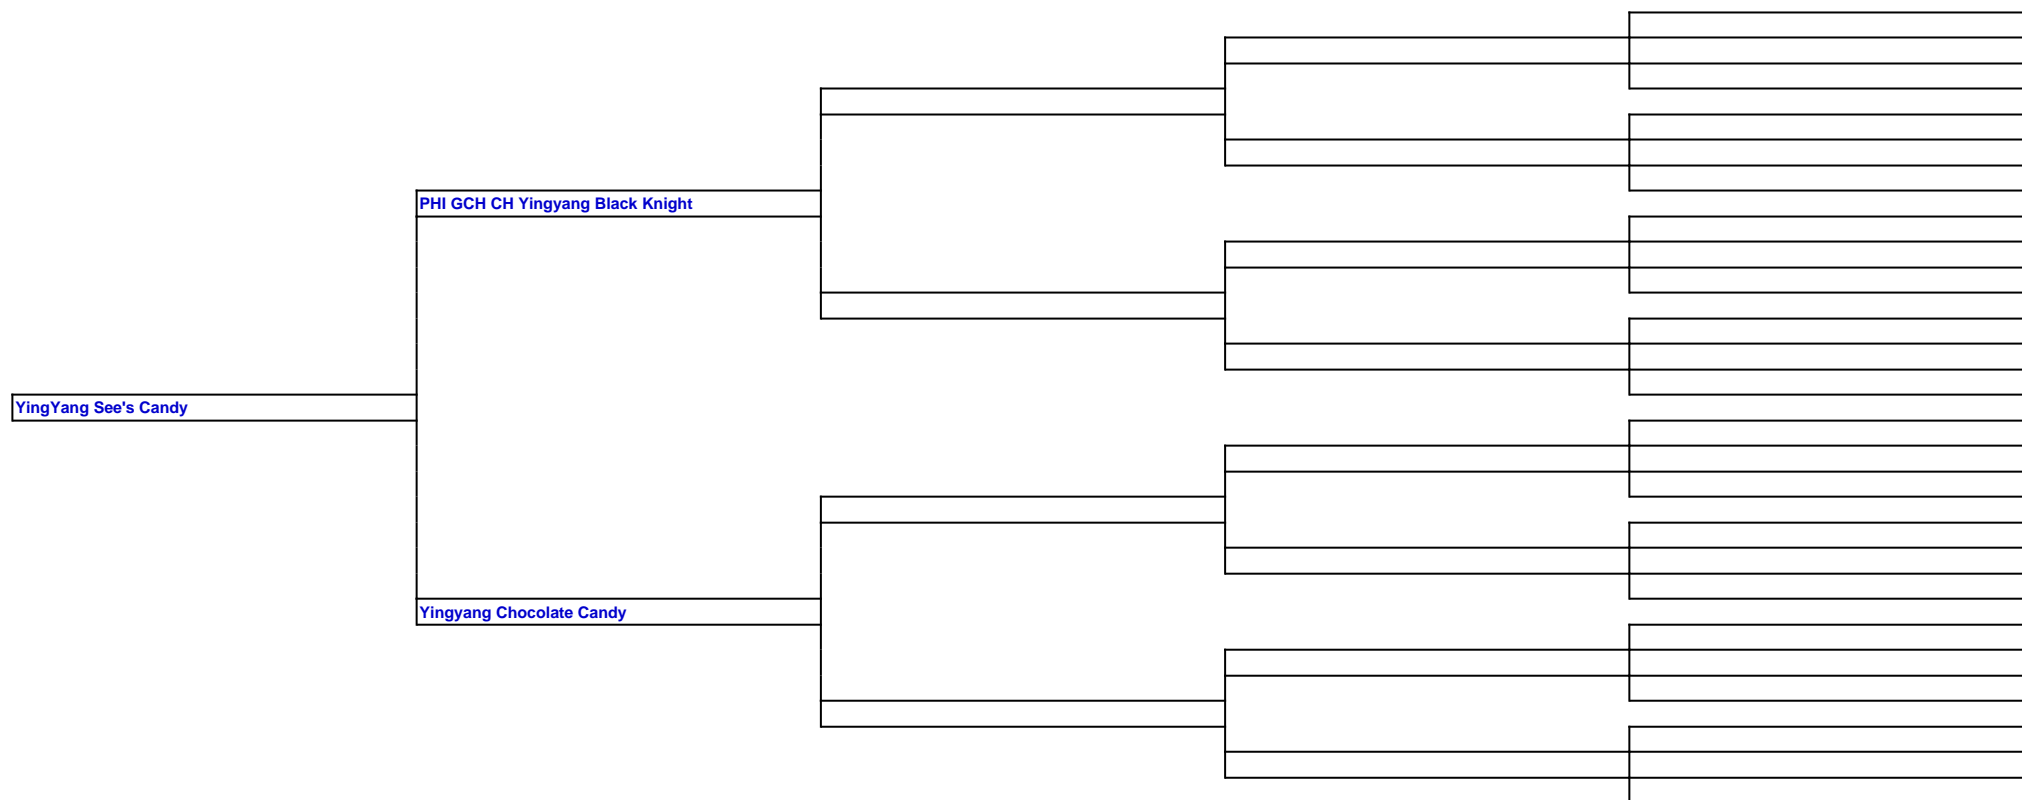 PHI GCH CH Yingyang Black Knight
YingYang See's Candy
Yingyang Chocolate Candy